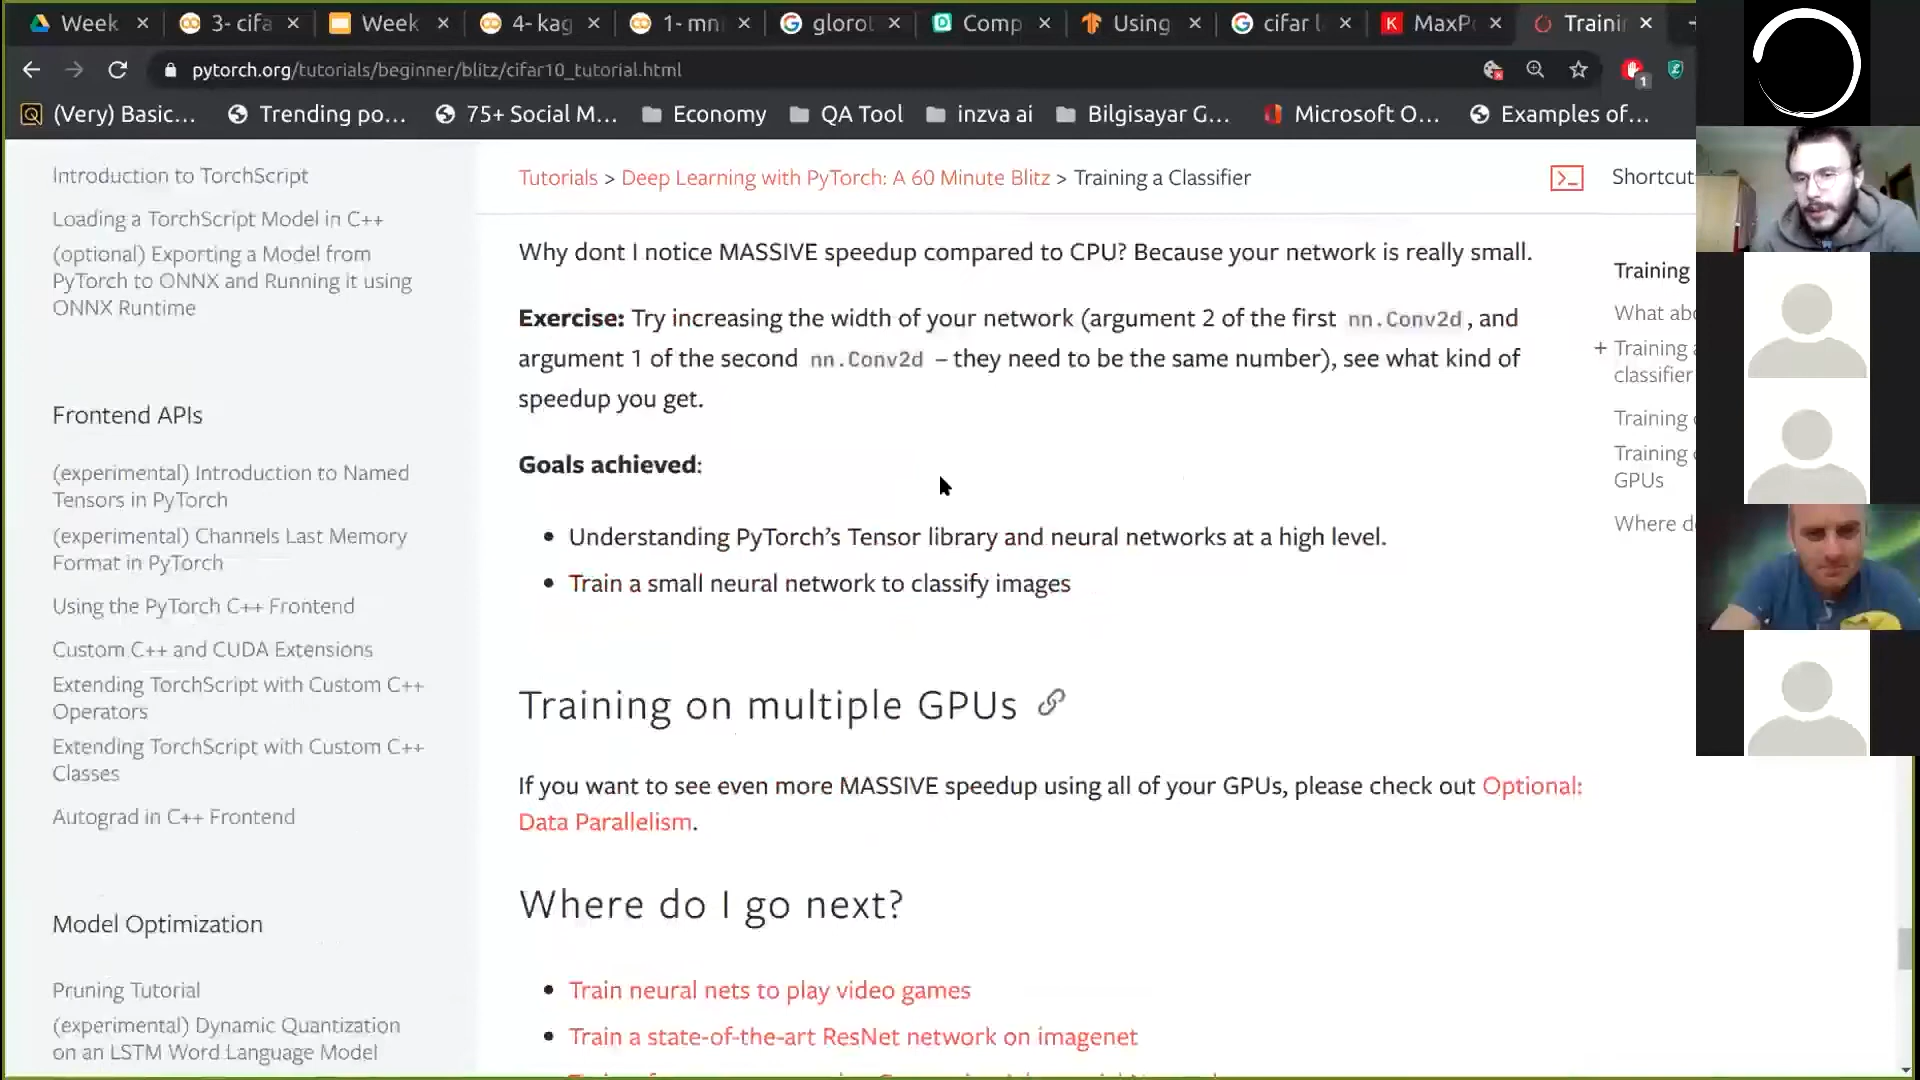 Week
3- cifa
Week
4- kag
1- mn
glorot
Comp
Using
cifar l
MaxPo
Trainin
pytorch.org/tutorials/beginner/blitz/cifar10_tutorial.html
1
(Very) Basic...
Trending po...
75+ Social M...
Economy
QA Tool
inzva ai
Bilgisayar G...
Microsoft O...
Examples of...
Introduction to TorchScript
Loading a TorchScript Model in C++
(optional) Exporting a Model from
PyTorch to ONNX and Running it using
ONNX Runtime
Frontend APIs
(experimental) Introduction to Named
Tensors in PyTorch
(experimental) Channels Last Memory
Format in PyTorch
Using the PyTorch C++ Frontend
Custom C++ and CUDA Extensions
Extending TorchScript with Custom C++
Operators
Extending TorchScript with Custom C++
Classes
Autograd in C++ Frontend
Model Optimization
Pruning Tutorial
(experimental) Dynamic Quantization
on an LSTM Word Language Model
Tutorials > Deep Learning with PyTorch: A 60 Minute Blitz > Training a Classifier
Shortcut
Why dont I notice MASSIVE speedup compared to CPU? Because your network is really small.
Exercise: Try increasing the width of your network (argument 2 of the first nn.Conv2d, and
argument 1 of the second nn.Conv2d – they need to be the same number), see what kind of
speedup you get.
Goals achieved:
• Understanding PyTorch’s Tensor library and neural networks at a high level.
• Train a small neural network to classify images
Training on multiple GPUs
If you want to see even more MASSIVE speedup using all of your GPUs, please check out Optional:
Data Parallelism.
Where do I go next?
• Train neural nets to play video games
• Train a state-of-the-art ResNet network on imagenet
Training
What abo
+ Training a
classifier
Training o
Training o
GPUs
Where d